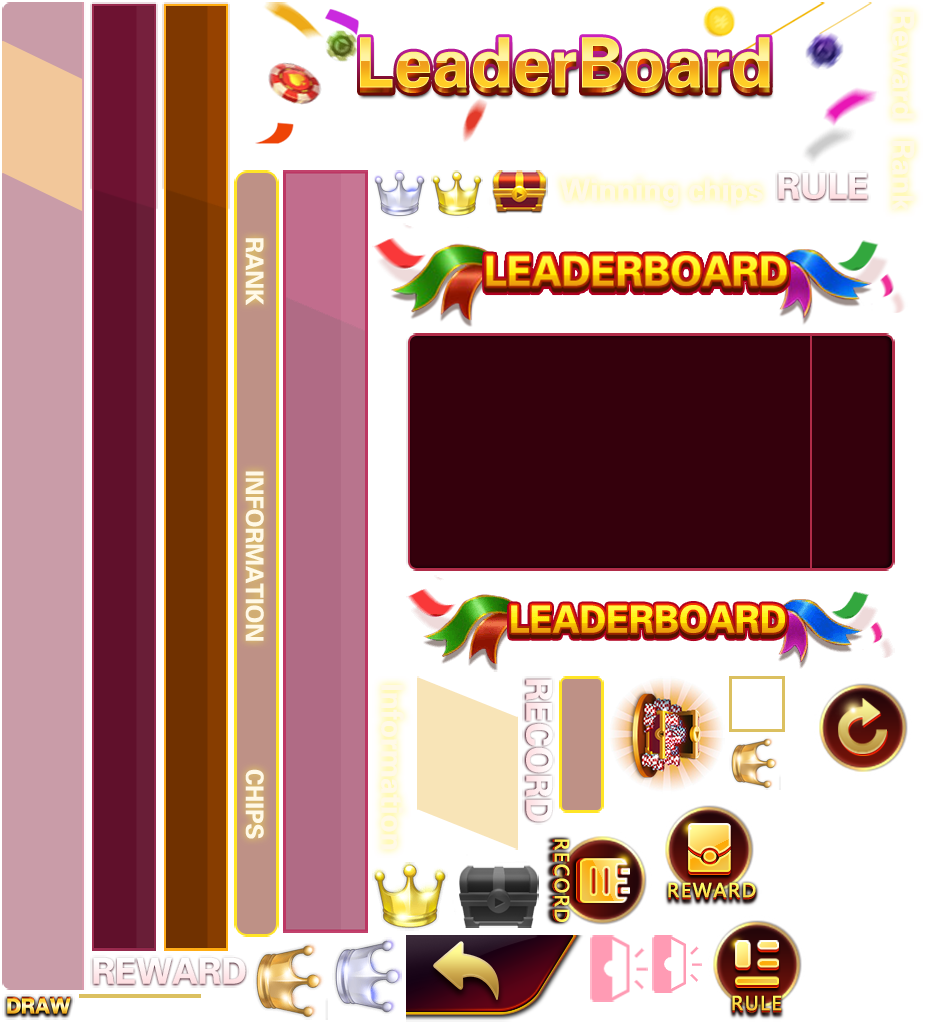 LeaderBoard
Reward Rank
Winning chips
RULE
RANK
LEADERBOARD
INFORMATION
LEADERBOARD
Information
RECORD
CHIPS
RECORD
REWARD
REWARD
RULE
DRAW